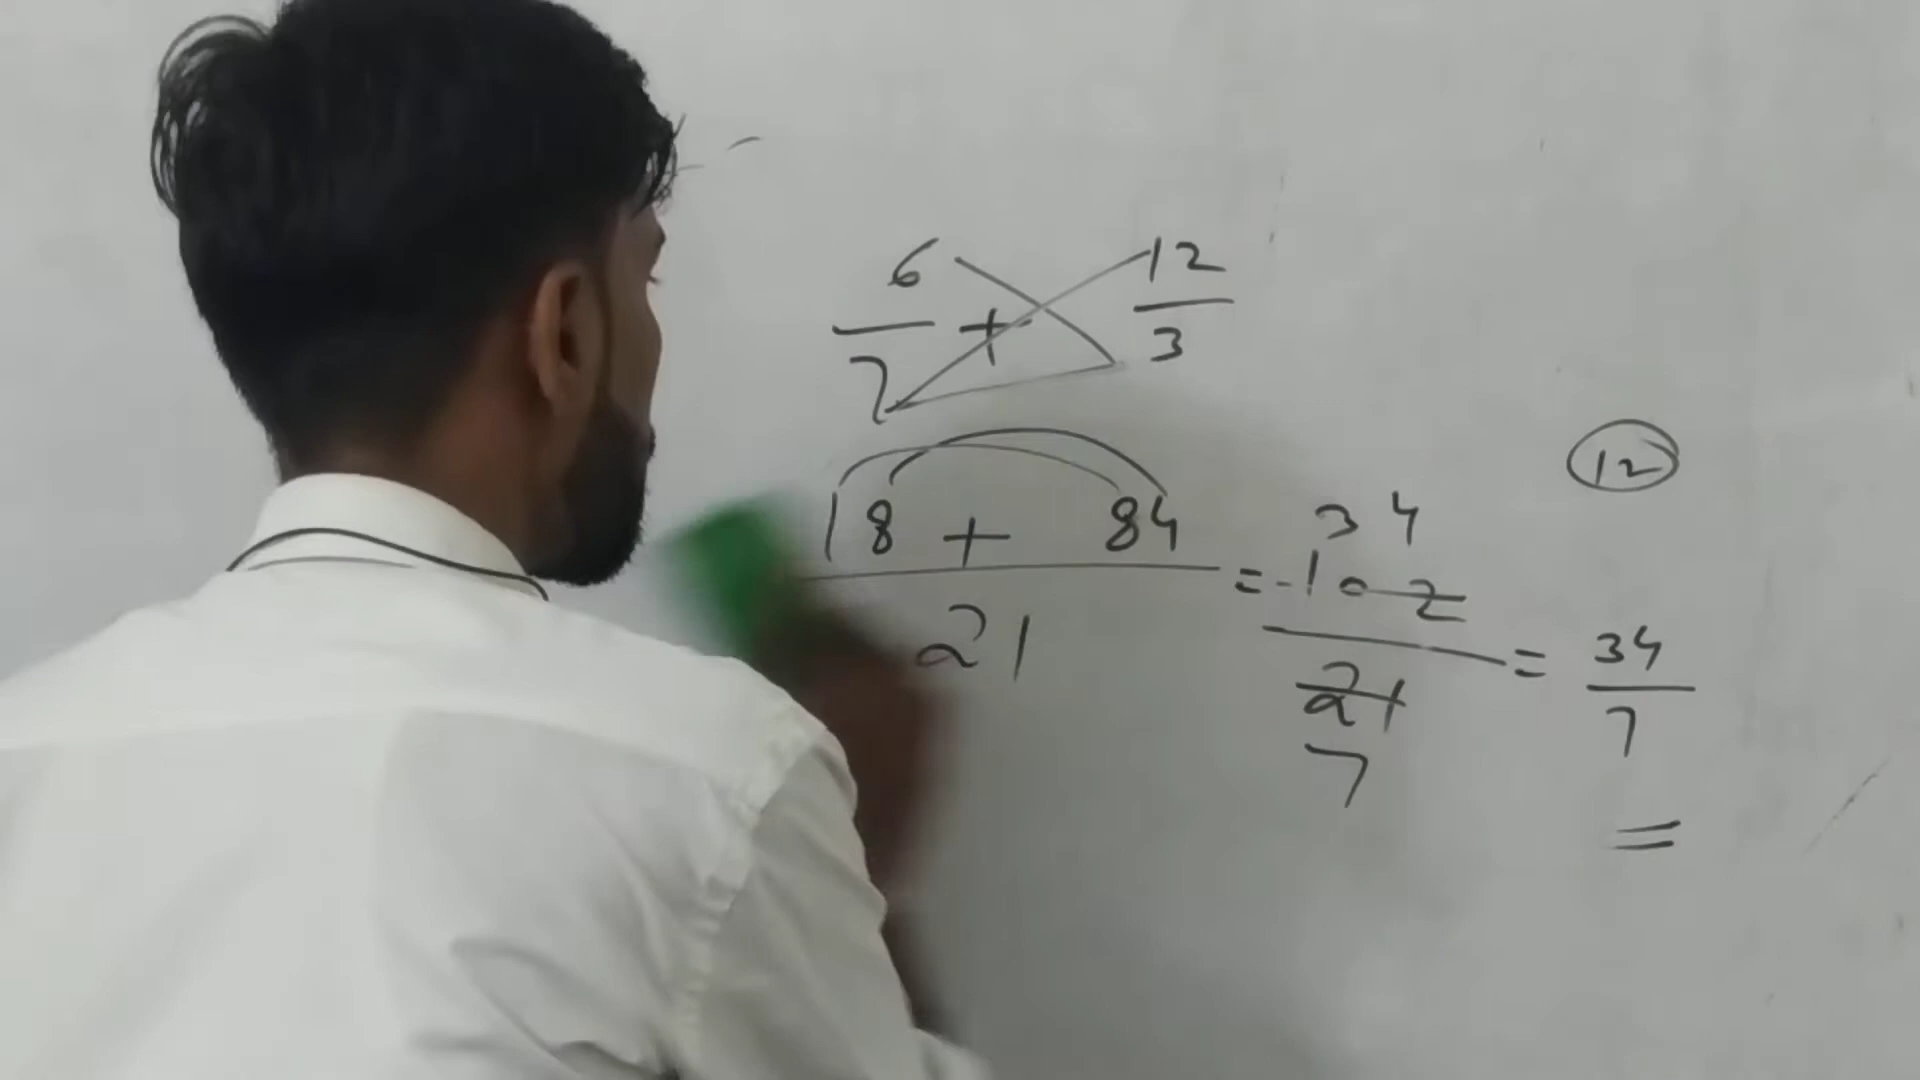 6/7 + 12/3
12
18 + 84/21 = 34 102/21 7 = 34/7
=